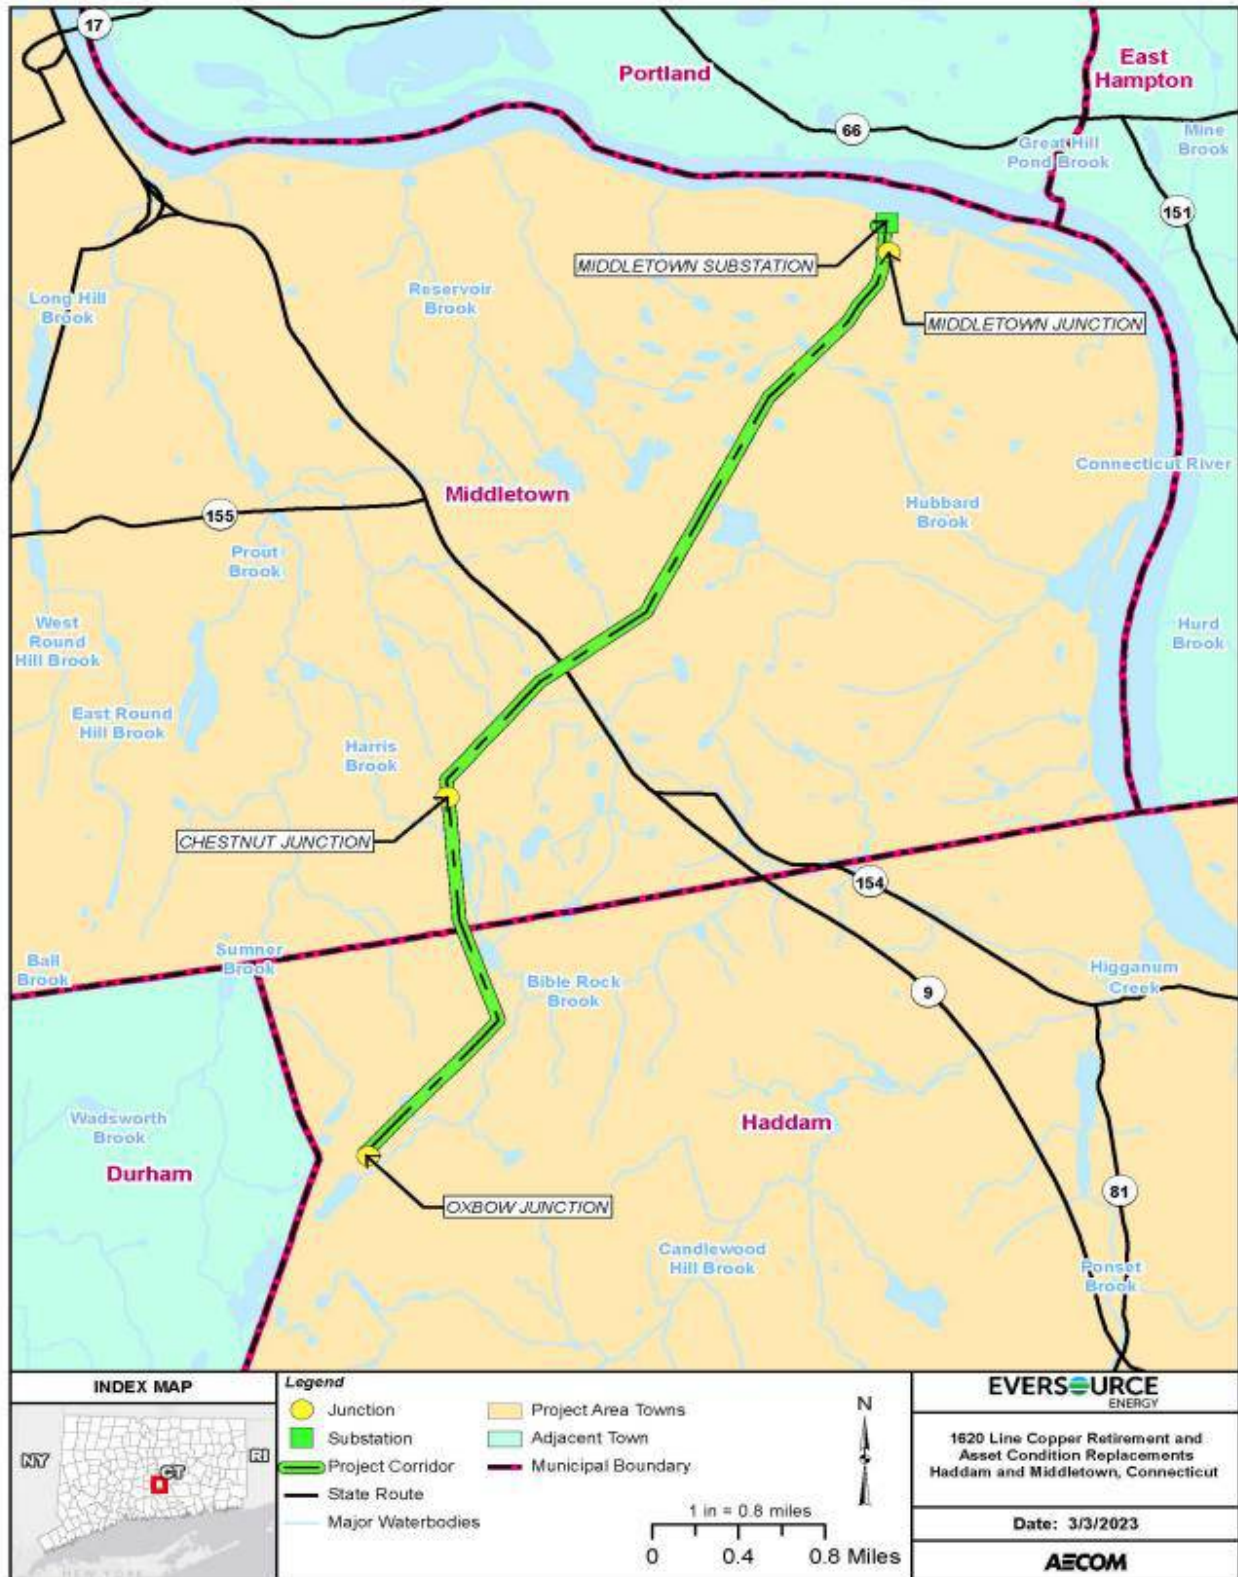 17
Portland
East
Hampton
66
Great Hill
Pond Brook
Mine
Brook
151
MIDDLETOWN SUBSTATION
Long Hill
Brook
Reservoir
Brook
MIDDLETOWN JUNCTION
Middletown
Connecticut River
155
Hubbard
Brook
Prout
Brook
West
Round
Hill Brook
Hurd
Brook
East Round
Hill Brook
Harris
Brook
CHESTNUT JUNCTION
154
Ball
Brook
Sumner
Brook
Bible Rock
Brook
Higganum
Creek
9
Wadsworth
Brook
Haddam
Durham
81
OXBOW JUNCTION
Candlewood
Hill Brook
Ponset
Brook
INDEX MAP
NY
CT
RI
NEW YORK
Legend
Junction
Substation
Project Corridor
State Route
Major Waterbodies
Project Area Towns
Adjacent Town
Municipal Boundary
N
1 in = 0.8 miles
0 0.4 0.8 Miles
EVERSOURCE
ENERGY
1620 Line Copper Retirement and
Asset Condition Replacements
Haddam and Middletown, Connecticut
Date: 3/3/2023
AECOM